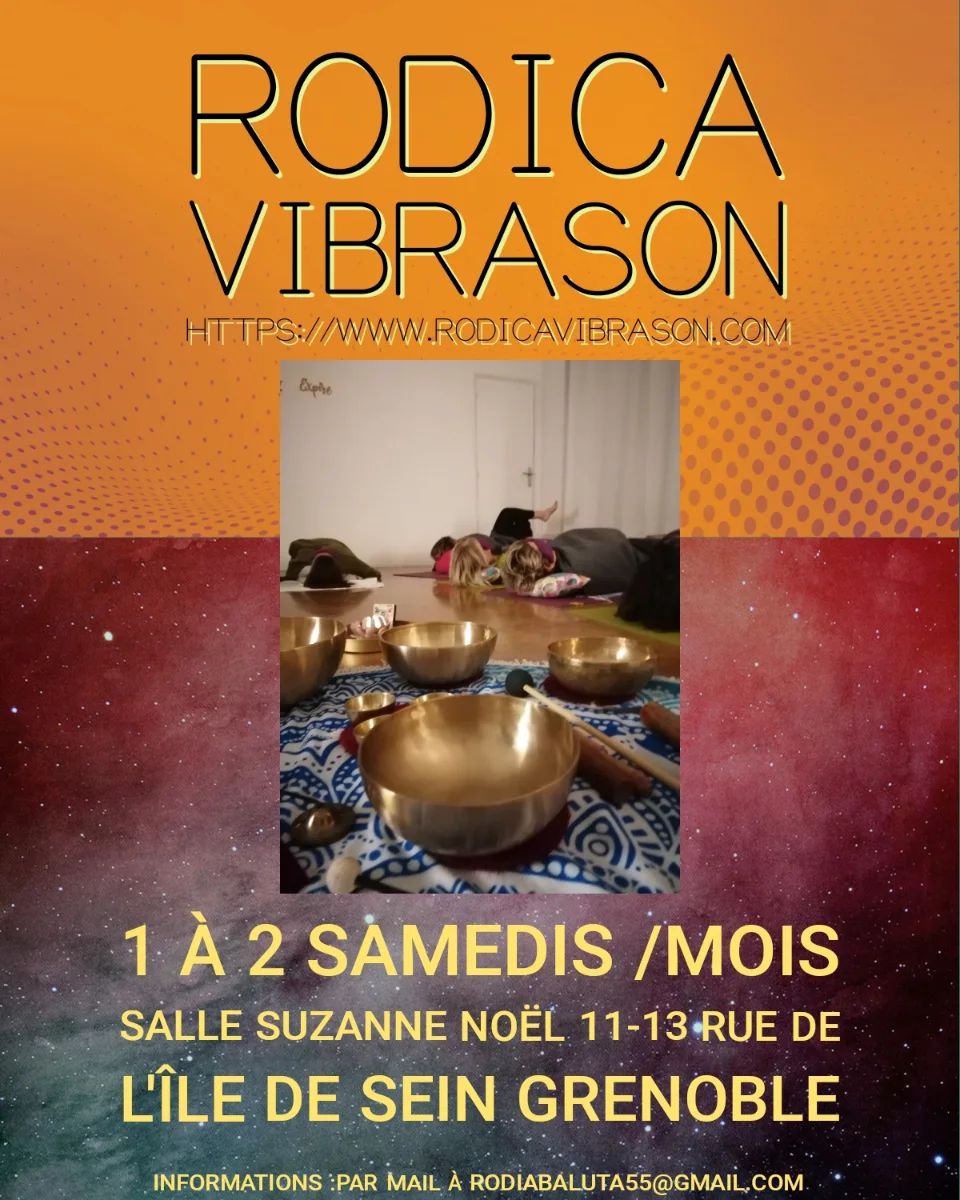 RODICA
VIBRASON
HTTPS://WWW.RODICAVIBRASON.COM
Expire
1 À 2 SAMEDIS /MOIS
SALLE SUZANNE NOËL 11-13 RUE DE
L'ÎLE DE SEIN GRENOBLE
INFORMATIONS :PAR MAIL À RODIABALUTA55@GMAIL.COM